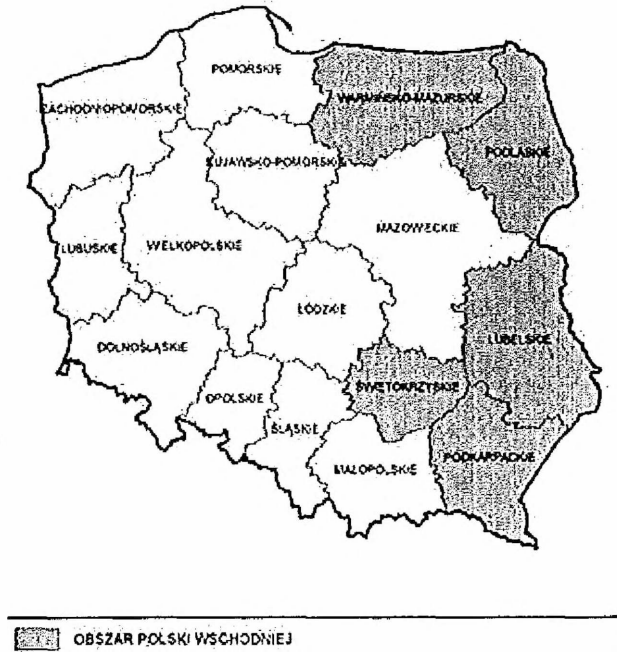 POMORSKIE
WARMIŃSKO-MAZURSKIE
ZACHODNIOPOMORSKIE
PODLASKIE
KUJAWSKO-POMORSKIE
MAZOWIECKIE
LUBUSKIE
WIELKOPOLSKIE
ŁÓDZKIE
LUBELSKIE
DOLNOŚLĄSKIE
ŚWIĘTOKRZYSKIE
OPOLSKIE
ŚLĄSKIE
PODKARPACKIE
MAŁOPOLSKIE
OBSZAR POLSKI WSCHODNIEJ